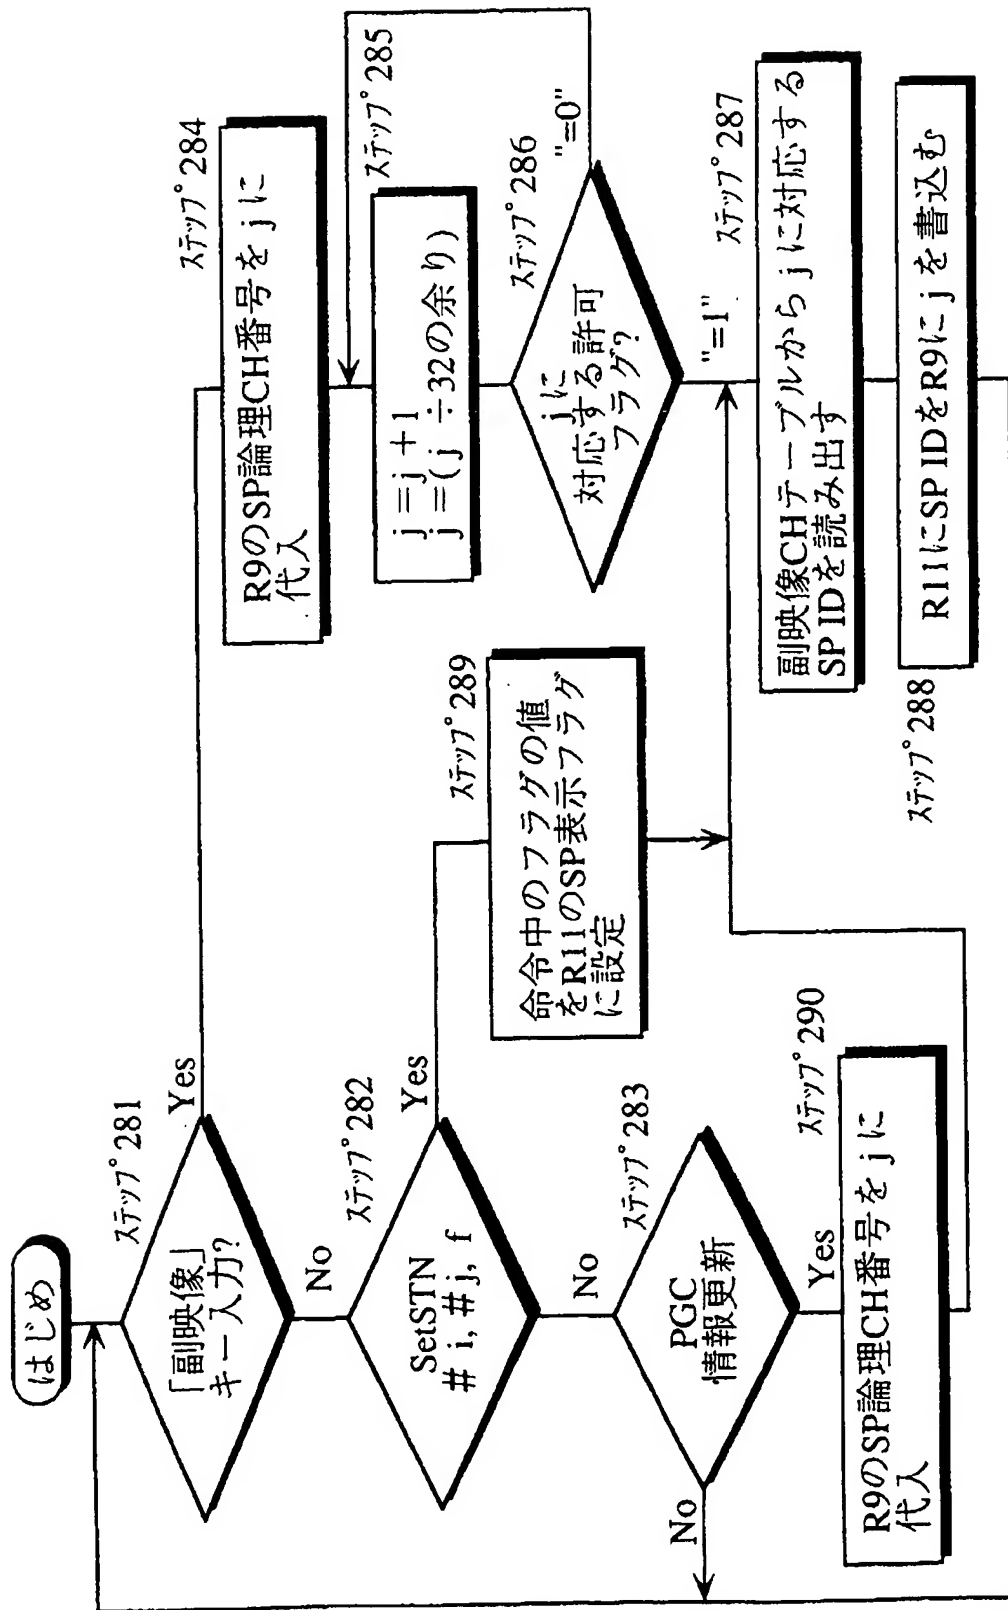 はじめ
ステップ281
「副映像」
キー入力?
Yes
No
ステップ282
SetSTN
# i, # j, f
Yes
No
ステップ283
PGC
情報更新
No
Yes
ステップ290
R9のSP論理CH番号を j に
代入
ステップ289
命令中のフラグの値
をR11のSP表示フラグ
に設定
ステップ284
R9のSP論理CH番号を j に
代入
ステップ285
j = j + 1
j =( j ÷32の余り)
ステップ286
j に
対応する許可
フラグ?
"=0"
"=1"
ステップ287
副映像CHテーブルから j に対応する
SP IDを読み出す
ステップ288
R11にSP IDをR9に j を書込む